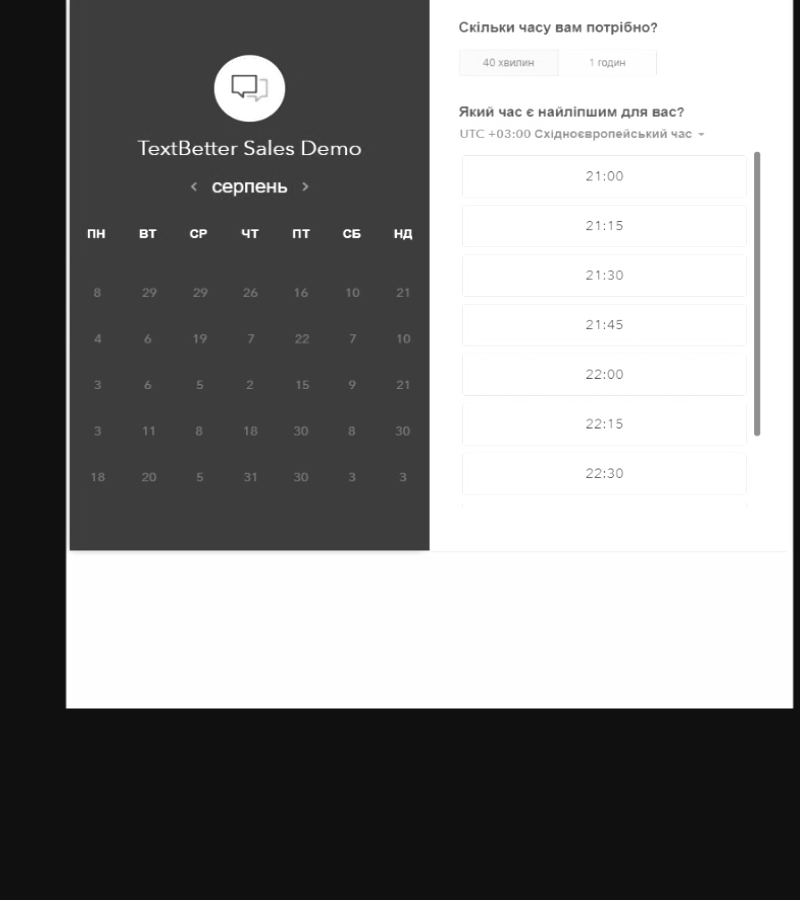 TextBetter Sales Demo
серпень
ПН ВТ СР ЧТ ПТ СБ НД
8 29 29 26 16 10 21
4 6 19 7 22 7 10
3 6 5 2 15 9 21
3 11 8 18 30 8 30
18 20 5 31 30 3 3
Скільки часу вам потрібно?
40 хвилин 1 годин
Який час є найліпшим для вас?
UTC +03:00 Східноєвропейський час
21:00
21:15
21:30
21:45
22:00
22:15
22:30